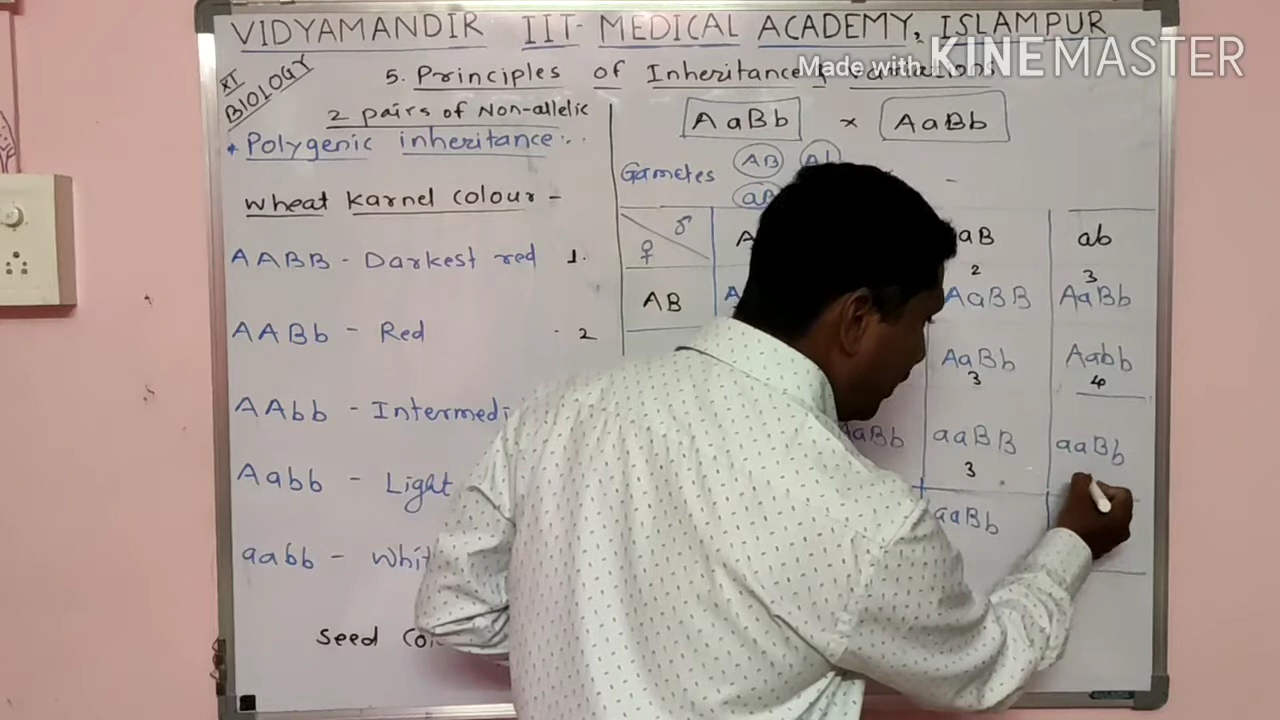 VIDYAMANDIR IIT- MEDICAL ACADEMY, ISLAMPUR
Made with KINEMASTER
XI
BIOLOGY
5. Principles of Inheritance
2 pairs of Non-allelic
* Polygenic inheritance :-
wheat Karnel colour -
AABB - Darkest red 1.
AABb - Red - 2
AAbb - Intermedi
Aabb - Light
aabb - Whit
Seed Co
AaBb × AaBb
Gametes AB Ab
aB
♂
♀
A aB ab
2 3
AB A AaBB AaBb
AaBb Aabb
3 4
AaBb aaBB aaBb
3
aaBb